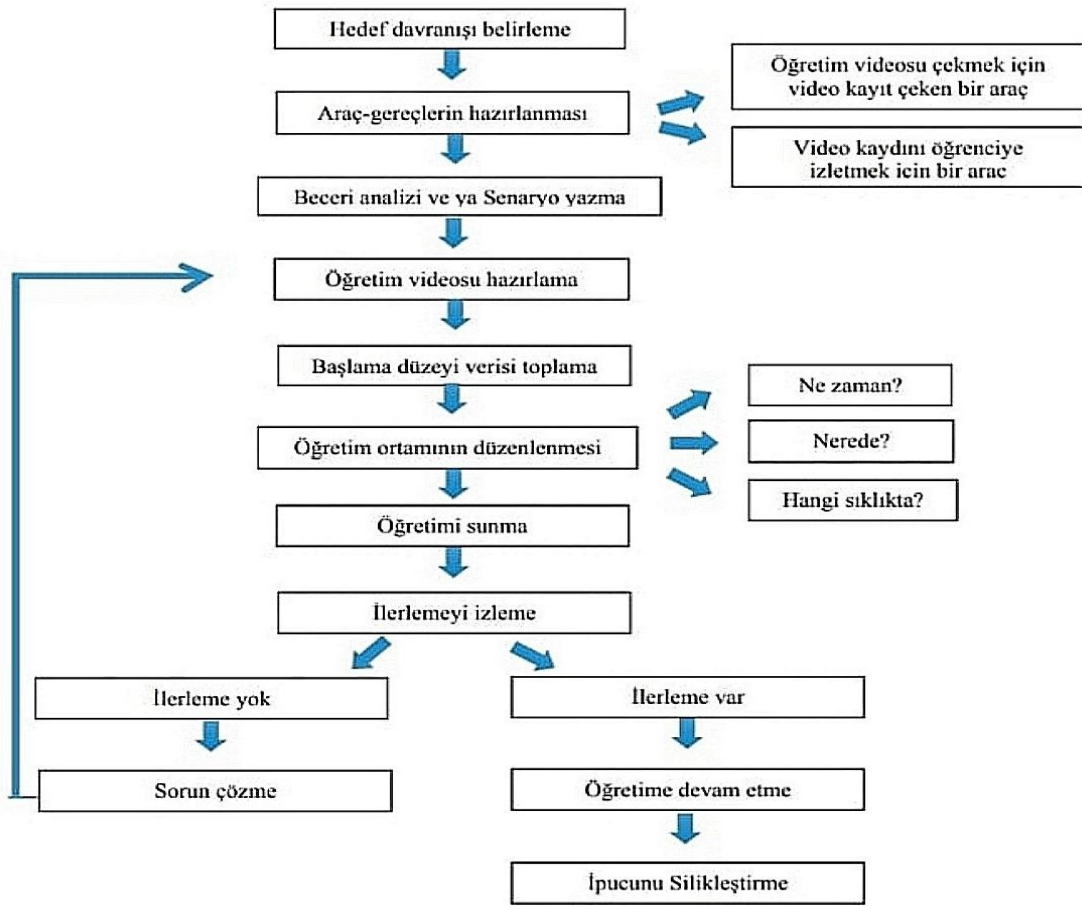 Hedef davranışı belirleme
Araç-gereçlerin hazırlanması
Öğretim videosu çekmek için
video kayıt çeken bir araç
Video kaydını öğrenciye
izletmek için bir arac
Beceri analizi ve ya Senaryo yazma
Öğretim videosu hazırlama
Başlama düzeyi verisi toplama
Öğretim ortamının düzenlenmesi
Ne zaman?
Nerede?
Hangi sıklıkta?
Öğretimi sunma
İlerlemeyi izleme
İlerleme yok
İlerleme var
Sorun çözme
Öğretime devam etme
İpucunu Silikleştirme